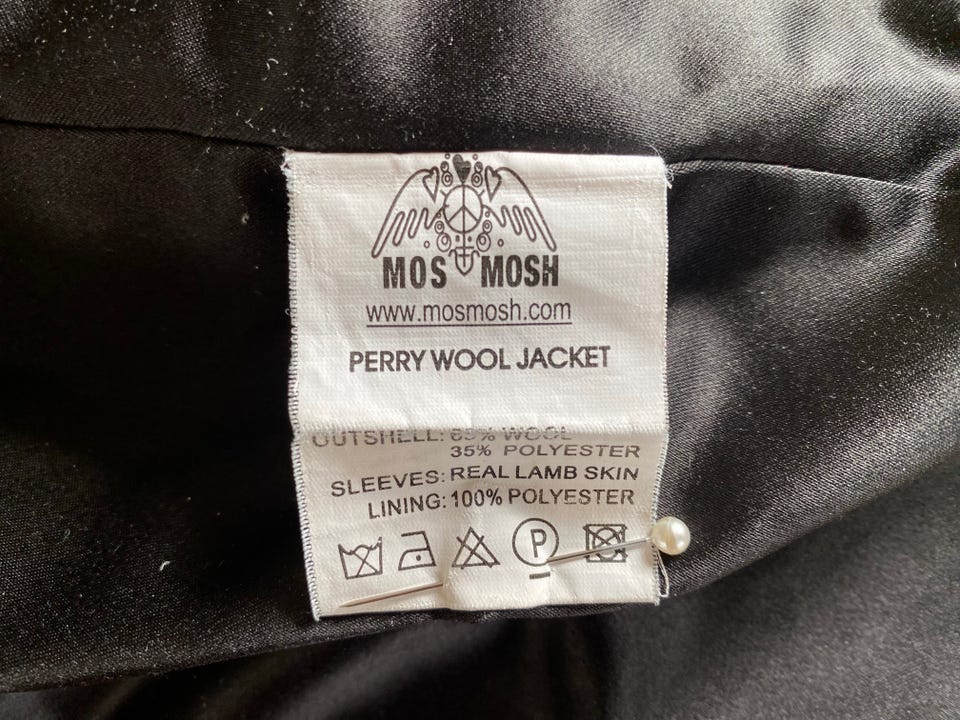 MOS MOSH
www.mosmosh.com
PERRY WOOL JACKET
OUTSHELL: 65% WOOL
35% POLYESTER
SLEEVES: REAL LAMB SKIN
LINING: 100% POLYESTER
P